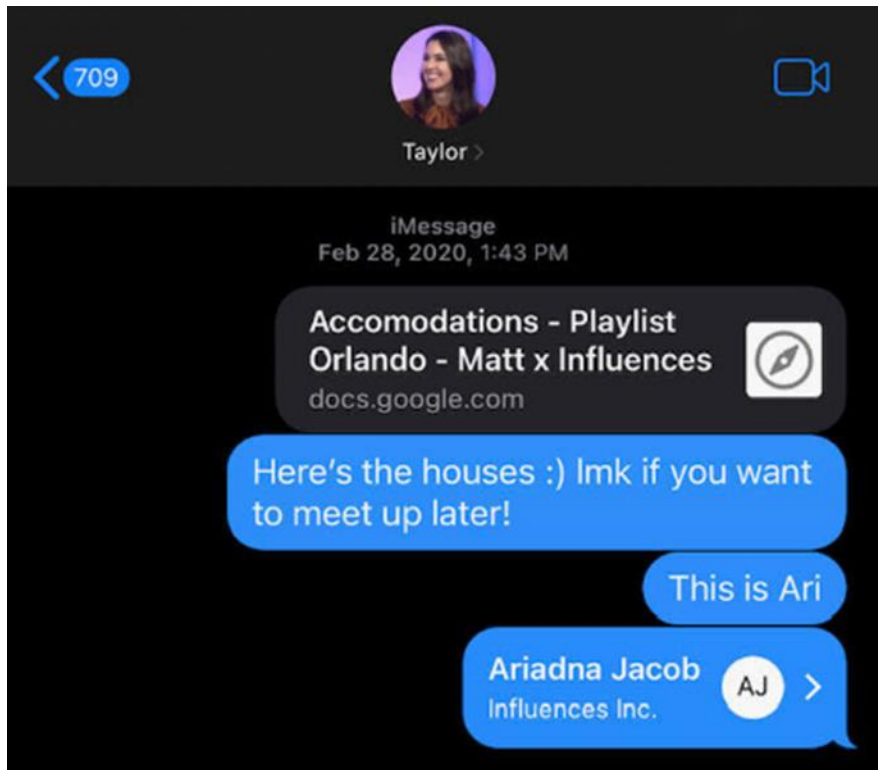 709
Taylor
iMessage
Feb 28, 2020, 1:43 PM
Accomodations - Playlist
Orlando - Matt x Influences
docs.google.com
Here's the houses :) lmk if you want
to meet up later!
This is Ari
Ariadna Jacob
AJ
Influences Inc.